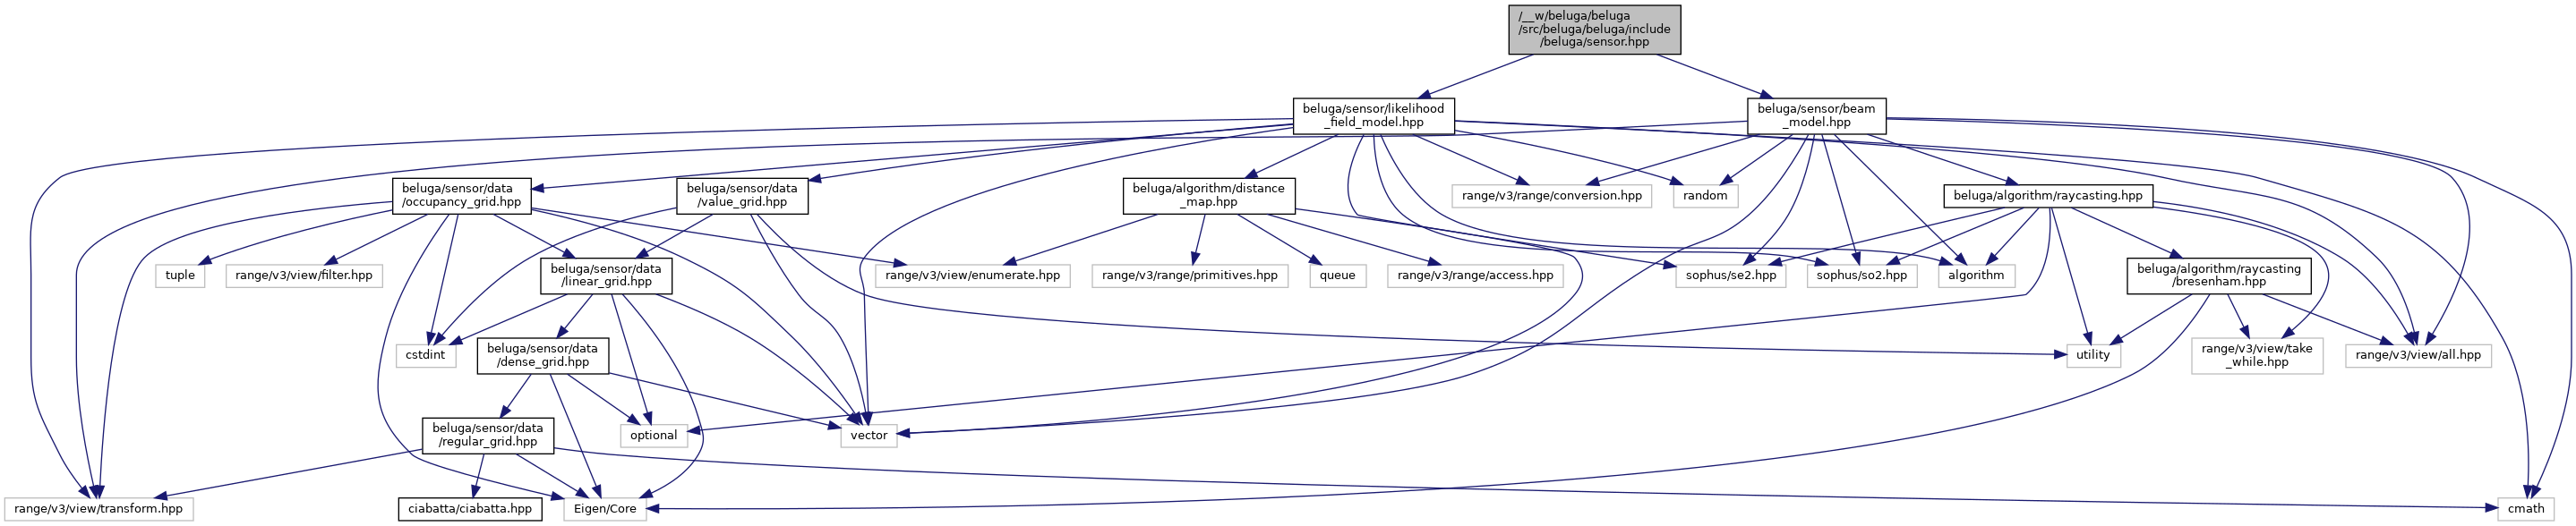 /__w/beluga/beluga
/src/beluga/beluga/include
/beluga/sensor.hpp
beluga/sensor/likelihood
_field_model.hpp
beluga/sensor/beam
_model.hpp
beluga/sensor/data
/occupancy_grid.hpp
beluga/sensor/data
/value_grid.hpp
beluga/algorithm/distance
_map.hpp
range/v3/range/conversion.hpp
random
beluga/algorithm/raycasting.hpp
tuple
range/v3/view/filter.hpp
beluga/sensor/data
/linear_grid.hpp
range/v3/view/enumerate.hpp
range/v3/range/primitives.hpp
queue
range/v3/range/access.hpp
sophus/se2.hpp
sophus/so2.hpp
algorithm
beluga/algorithm/raycasting
/bresenham.hpp
cstdint
beluga/sensor/data
/dense_grid.hpp
utility
range/v3/view/take
_while.hpp
range/v3/view/all.hpp
beluga/sensor/data
/regular_grid.hpp
optional
vector
range/v3/view/transform.hpp
ciabatta/ciabatta.hpp
Eigen/Core
cmath